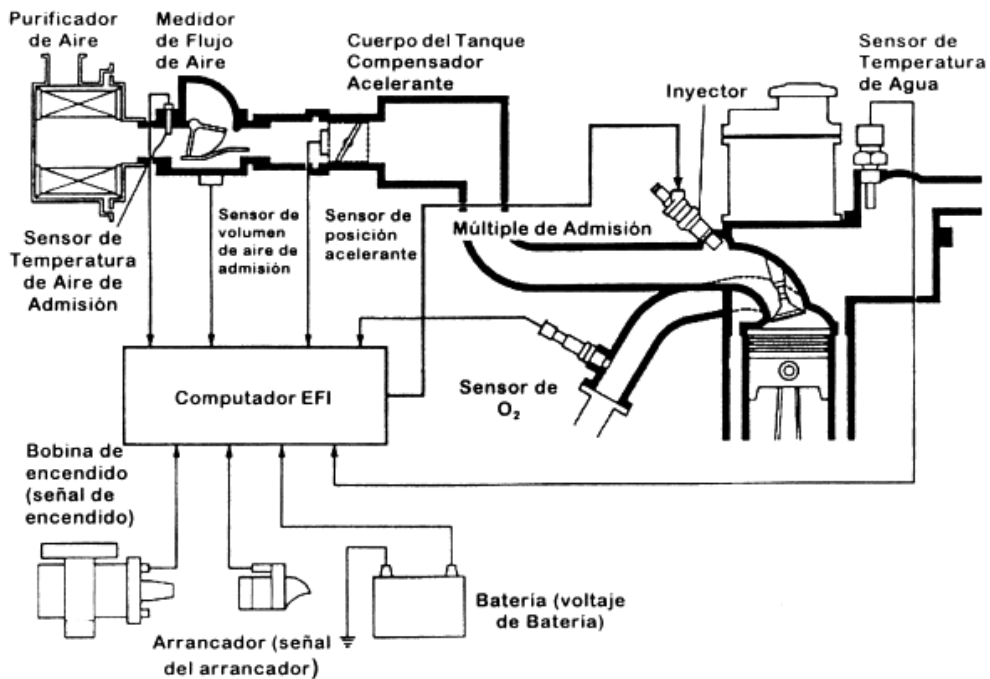 Purificador
de Aire
Medidor
de Flujo
de Aire
Cuerpo del Tanque
Compensador
Acelerante
Inyector
Sensor de
Temperatura
de Agua
Sensor de
Temperatura
de Aire de
Admisión
Sensor de
volumen
de aire de
admisión
Sensor de
posición
acelerante
Múltiple de Admisión
Sensor de
O₂
Computador EFI
Bobina de
encendido
(señal de
encendido)
Arrancador (señal
del arrancador)
Batería (voltaje
de Batería)